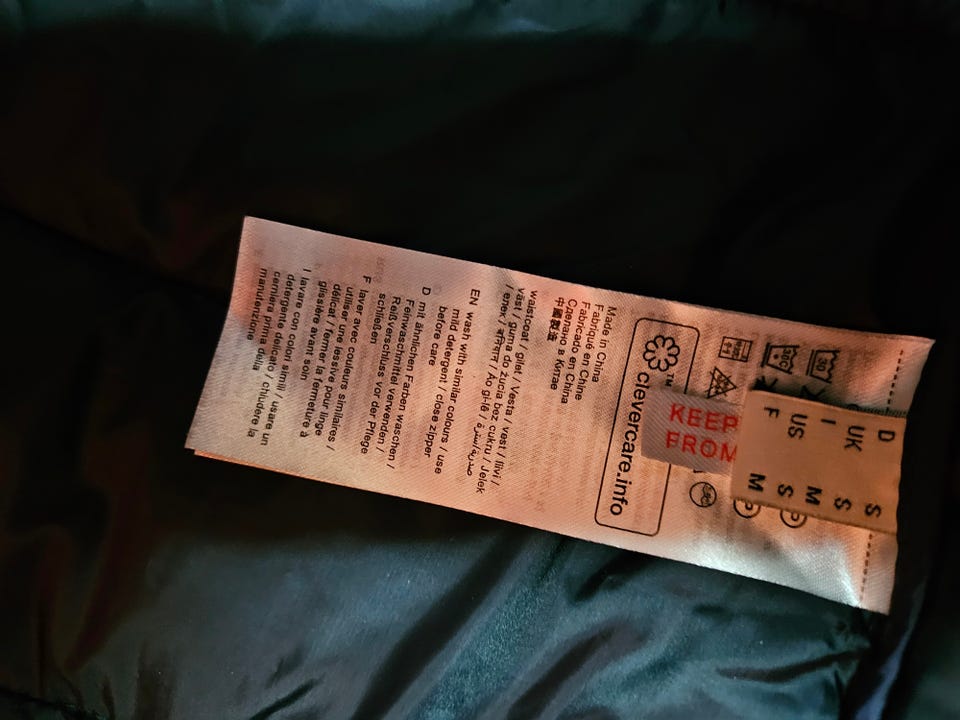 D S
UK S
I M
US S
F M
KEEP
FROM
clevercare.info
Made in China
Fabriqué en Chine
Fabricado en China
Сделано в Китае
中國製造
waistcoat / gilet / Vesta / vest / liivi /
väst / guma do żucia bez cukru / Jelek
/ елек / / Áo gi-lê /
EN wash with similar colours / use
mild detergent / close zipper
before care
D mit ähnlichen Farben waschen /
Feinwaschmittel verwenden /
Reißverschluss vor der Pflege
schließen
F laver avec couleurs similaires /
utiliser une lessive pour linge
délicat / fermer la fermeture à
glissière avant soin
I lavare con colori simili / usare un
detergente delicato / chiudere la
cerniera prima della
manutenzione